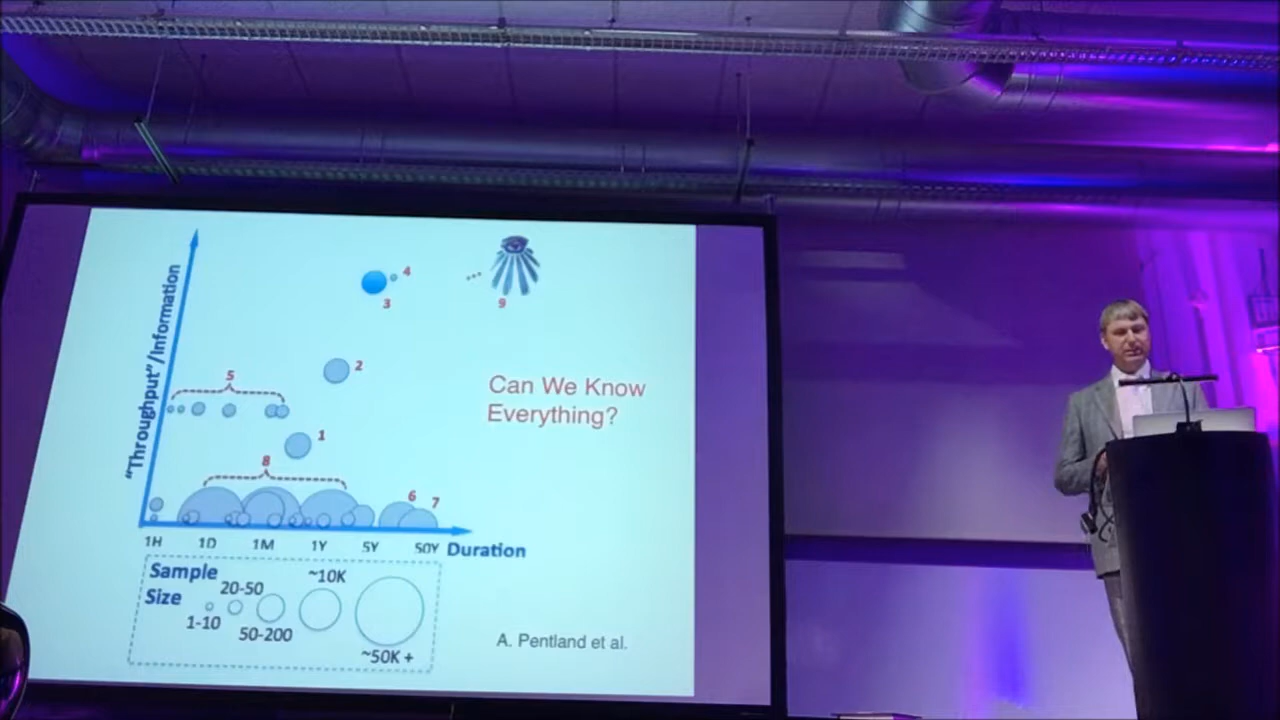 "Throughput"/Information
4
3
9
2
5
1
8
6
7
Can We Know
Everything?
1H 1D 1M 1Y 5Y 50Y Duration
Sample
Size
1-10
20-50
50-200
~10K
~50K +
A. Pentland et al.